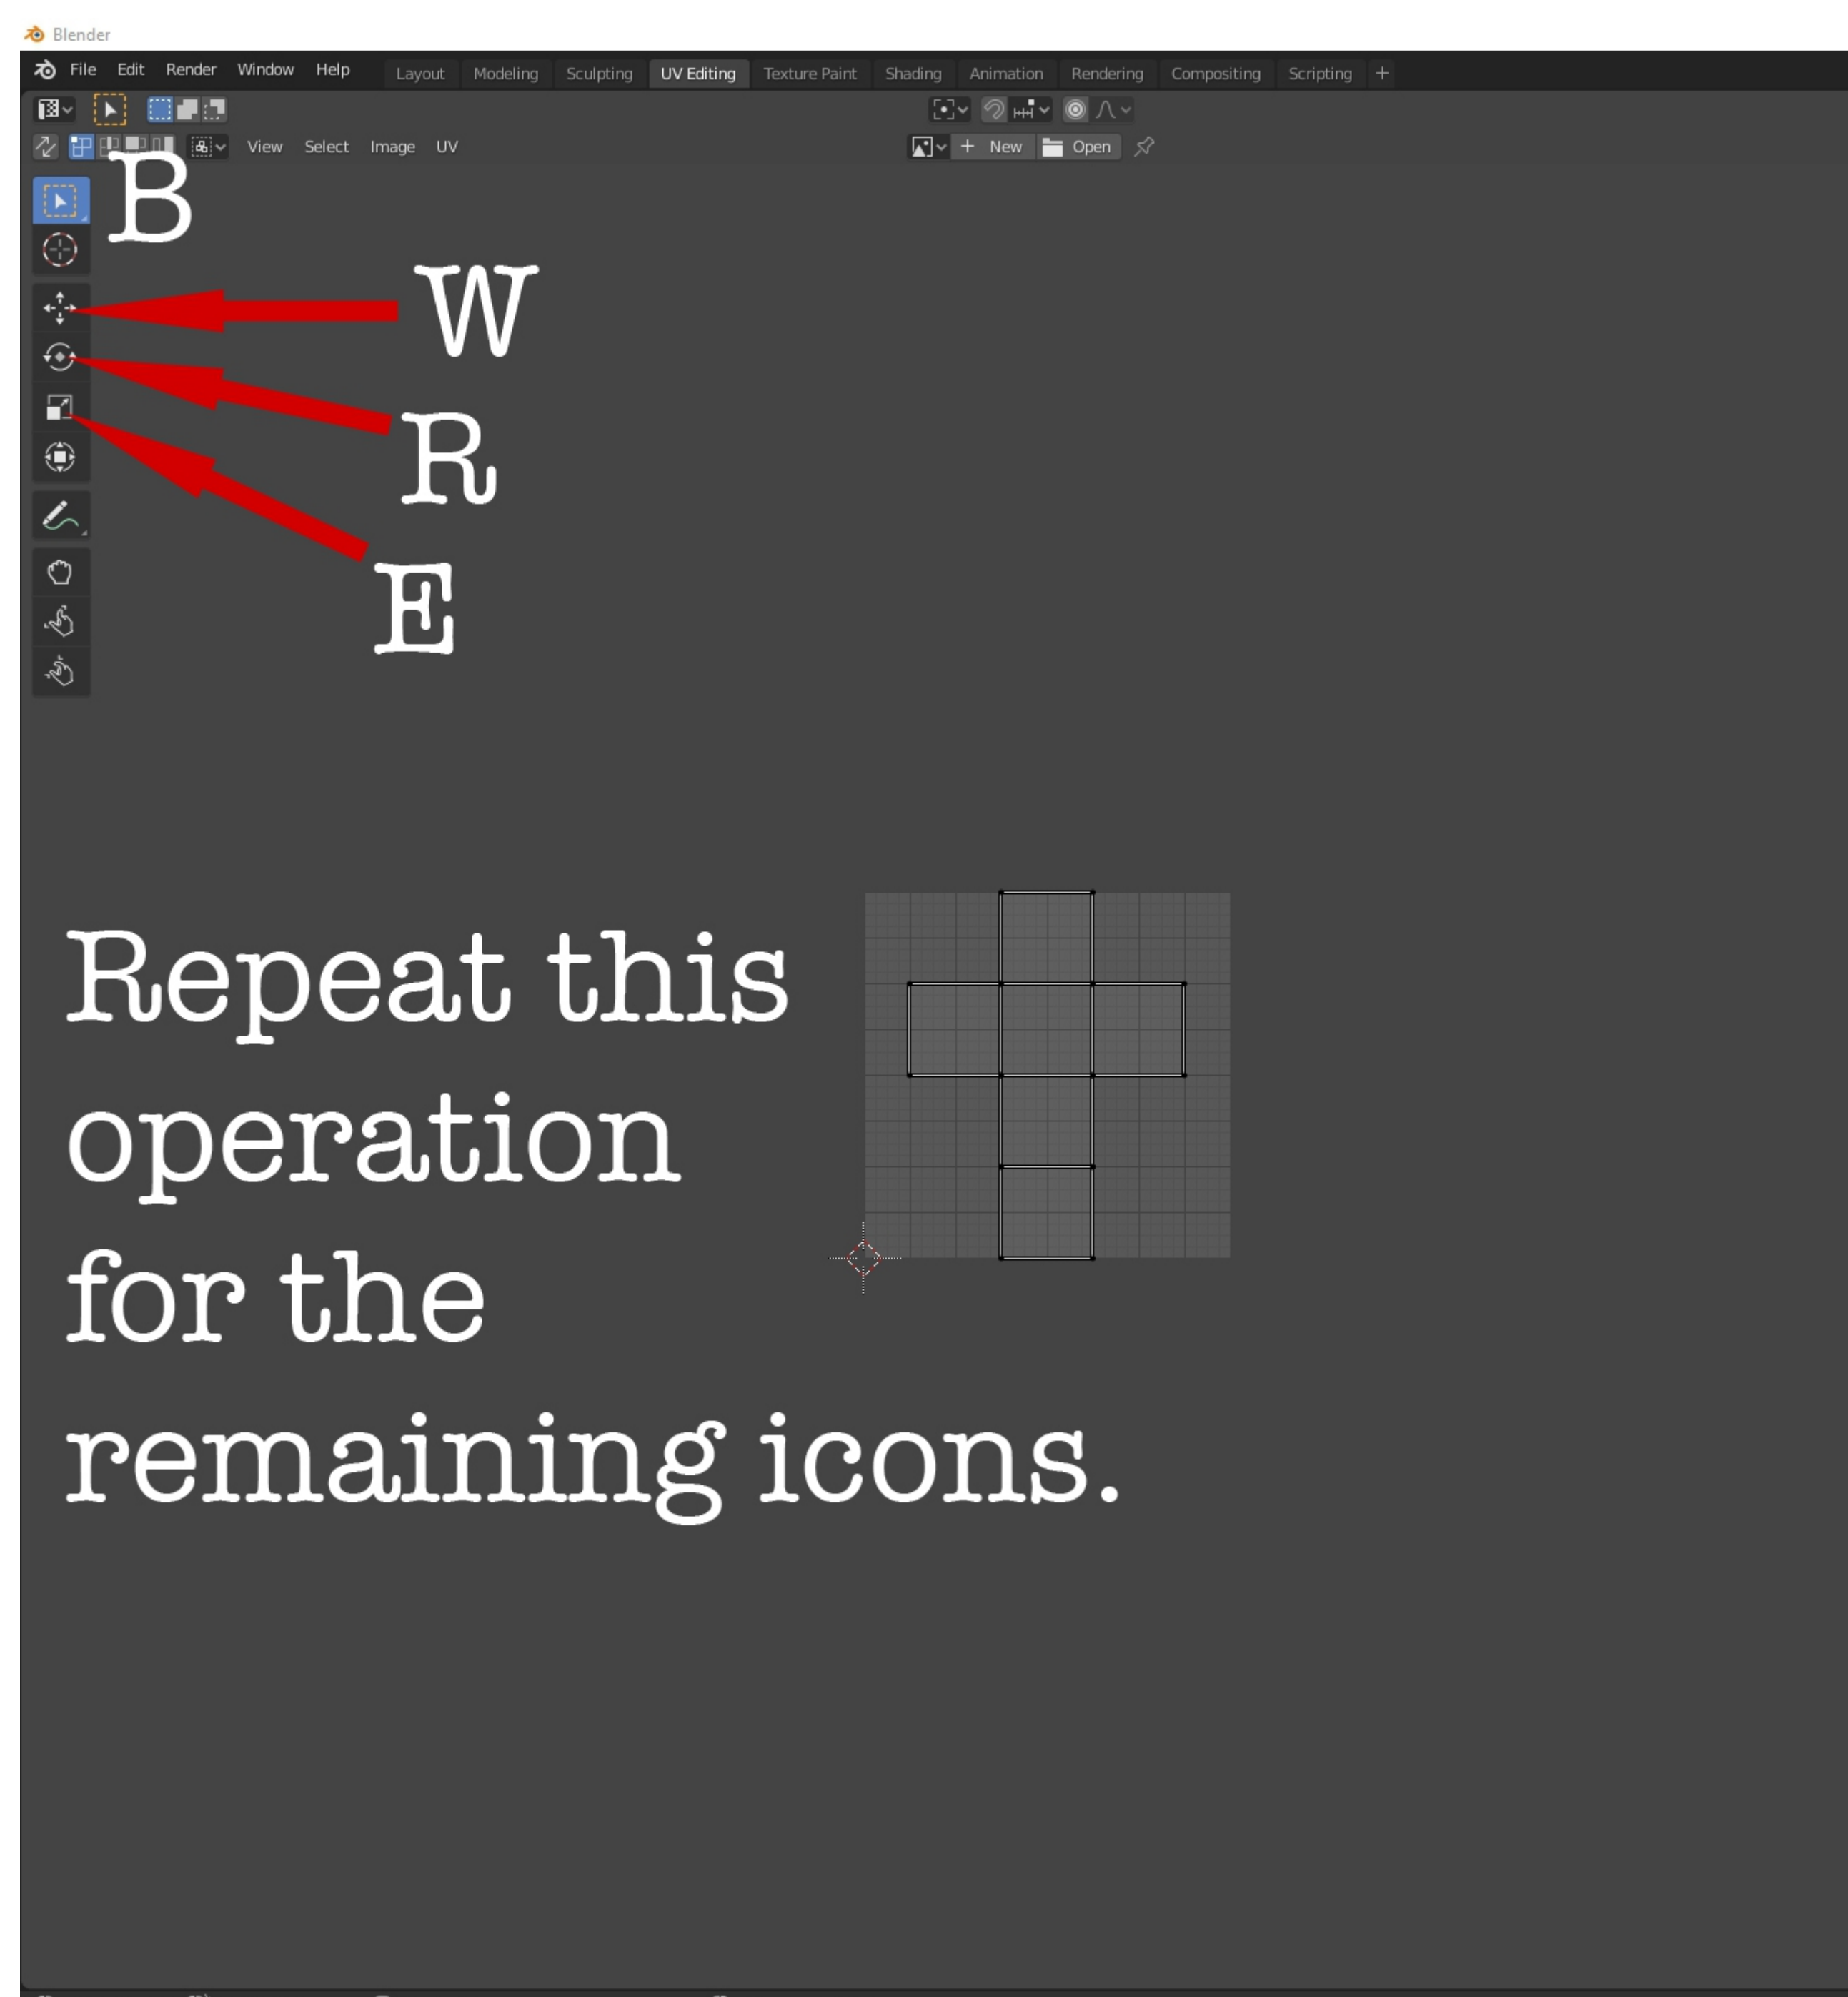 Blender
File Edit Render Window Help Layout Modeling Sculpting UV Editing Texture Paint Shading Animation Rendering Compositing Scripting +
View Select Image UV + New Open
B
W
R
E
Repeat this
operation
for the
remaining icons.